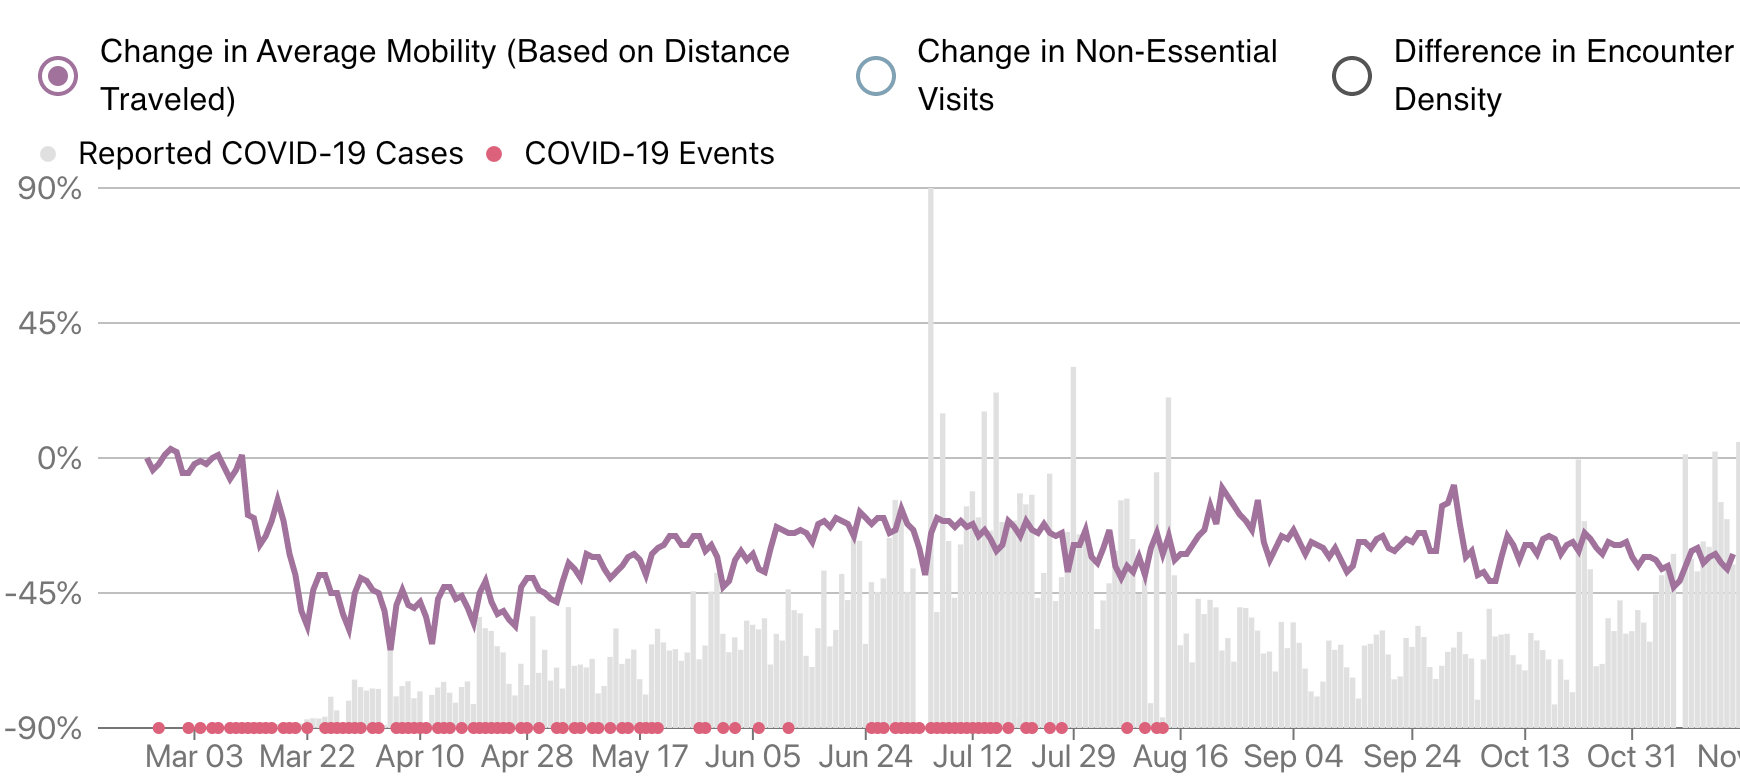 Change in Average Mobility (Based on Distance
Traveled)
Change in Non-Essential
Visits
Difference in Encounter
Density
Reported COVID-19 Cases
COVID-19 Events
90%
45%
0%
-45%
-90%
Mar 03
Mar 22
Apr 10
Apr 28
May 17
Jun 05
Jun 24
Jul 12
Jul 29
Aug 16
Sep 04
Sep 24
Oct 13
Oct 31
Nov